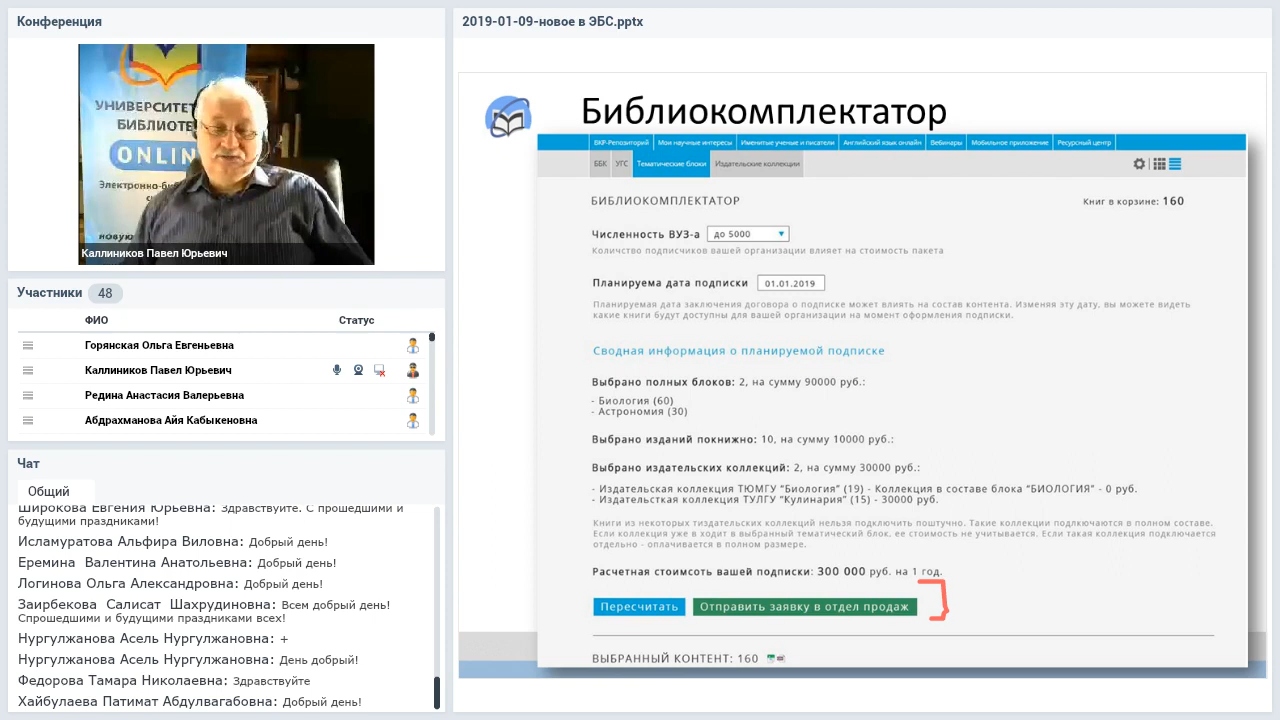 Конференция
УНИВЕРСИТЕТ
БИБЛИОТЕ
ONLIN
Электронно-биб
Каллиников Павел Юрьевич
Участники 48
ФИО Статус
Горянская Ольга Евгеньевна
Каллиников Павел Юрьевич
Редина Анастасия Валерьевна
Абдрахманова Айя Кабыкеновна
Чат
Общий
Широкова Евгения Юрьевна: Здравствуйте. С прошедшими и
будущими праздниками!
Исламуратова Альфира Виловна: Добрый день!
Еремина Валентина Анатольевна: Добрый день!
Логинова Ольга Александровна: Добрый день!
Заирбекова Салисат Шахрудиновна: Всем добрый день!
Спрошедшими и будущими праздниками всех!
Нургулжанова Асель Нургулжановна: +
Нургулжанова Асель Нургулжановна: День добрый!
Федорова Тамара Николаевна: Здравствуйте
Хайбулаева Патимат Абдулвагабовна: Добрый день!
2019-01-09-новое в ЭБС.pptx
Библиокомплектатор
ВКР-Репозиторий Мои научные интересы Именитые ученые и писатели Английский язык онлайн Вебинары Мобильное приложение Ресурсный центр
ББК УГС Тематические блоки Издательские коллекции
БИБЛИОКОМПЛЕКТАТОР Книг в корзине: 160
Численность ВУЗ-а до 5000
Количство подписчиков вашей организации влияет на стоимость пакета
Планируема дата подписки 01.01.2019
Планируемая дата заключения договора о подписке может влиять на состав контента. Изменяя эту дату, вы можете видеть
какие книги будут доступны для вашей организации на момент оформления подписки.
Сводная информация о планируемой подписке
Выбрано полных блоков: 2, на сумму 90000 руб.:
- Биология (60)
- Астрономия (30)
Выбрано изданий покнижно: 10, на сумму 10000 руб.:
Выбрано издательских коллекций: 2, на сумму 30000 руб.:
- Издательская коллекция ТЮМГУ “Биология” (19) - Коллекция в составе блока “БИОЛОГИЯ” - 0 руб.
- Издательсткая коллекция ТУЛГУ “Кулинария” (15) - 30000 руб.
Книги из некоторых тиздательских коллекций нельзя подключить поштучно. Такие коллекции подлкючаются в полном составе.
Если коллекция уже в ходит в выбранный тематический блок, ее стоимость не учитывается. Если такая коллекция подключается
отдельно - оплачивается в полном размере.
Расчетная стоимсоть вашей подписки: 300 000 руб. на 1 год.
Пересчитать Отправить заявку в отдел продаж
ВЫБРАННЫЙ КОНТЕНТ: 160